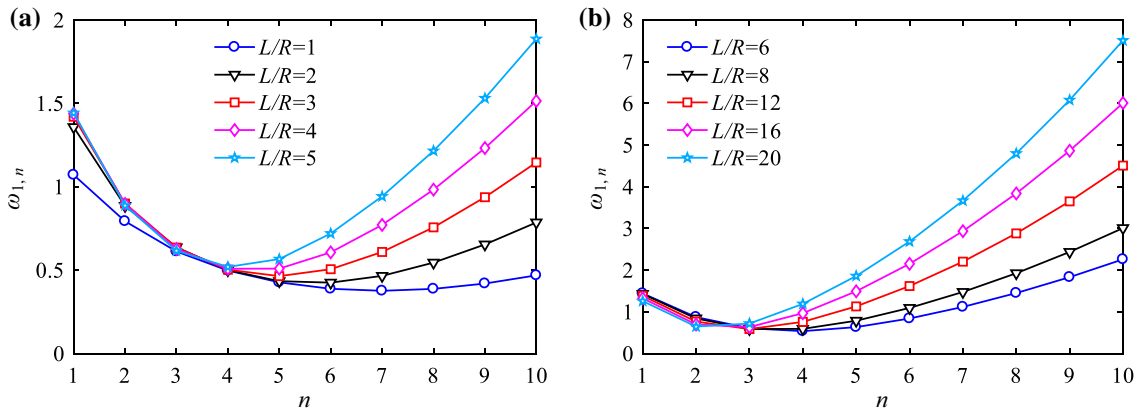 (a)
2
1.5
1
0.5
0
ω1, n
L/R=1
L/R=2
L/R=3
L/R=4
L/R=5
1 2 3 4 5 6 7 8 9 10
n
(b)
8
7
6
5
4
3
2
1
0
ω1, n
L/R=6
L/R=8
L/R=12
L/R=16
L/R=20
1 2 3 4 5 6 7 8 9 10
n